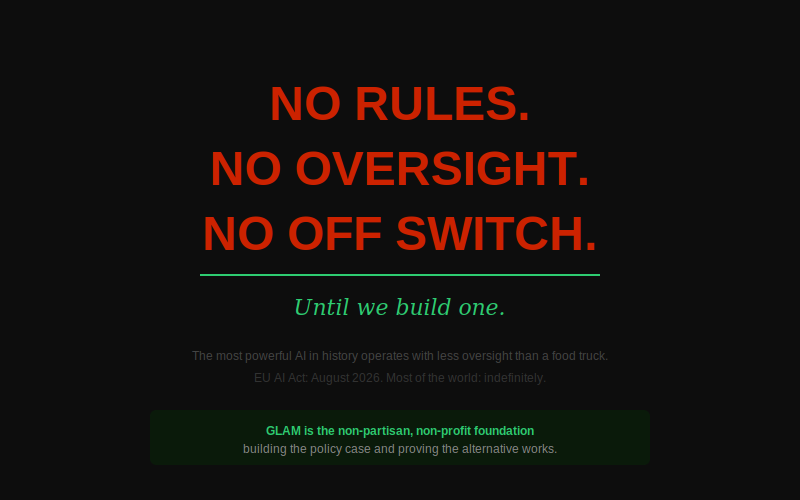 NO RULES.
NO OVERSIGHT.
NO OFF SWITCH.
Until we build one.
The most powerful AI in history operates with less oversight than a food truck.
EU AI Act: August 2026. Most of the world: indefinitely.
GLAM is the non-partisan, non-profit foundation
building the policy case and proving the alternative works.